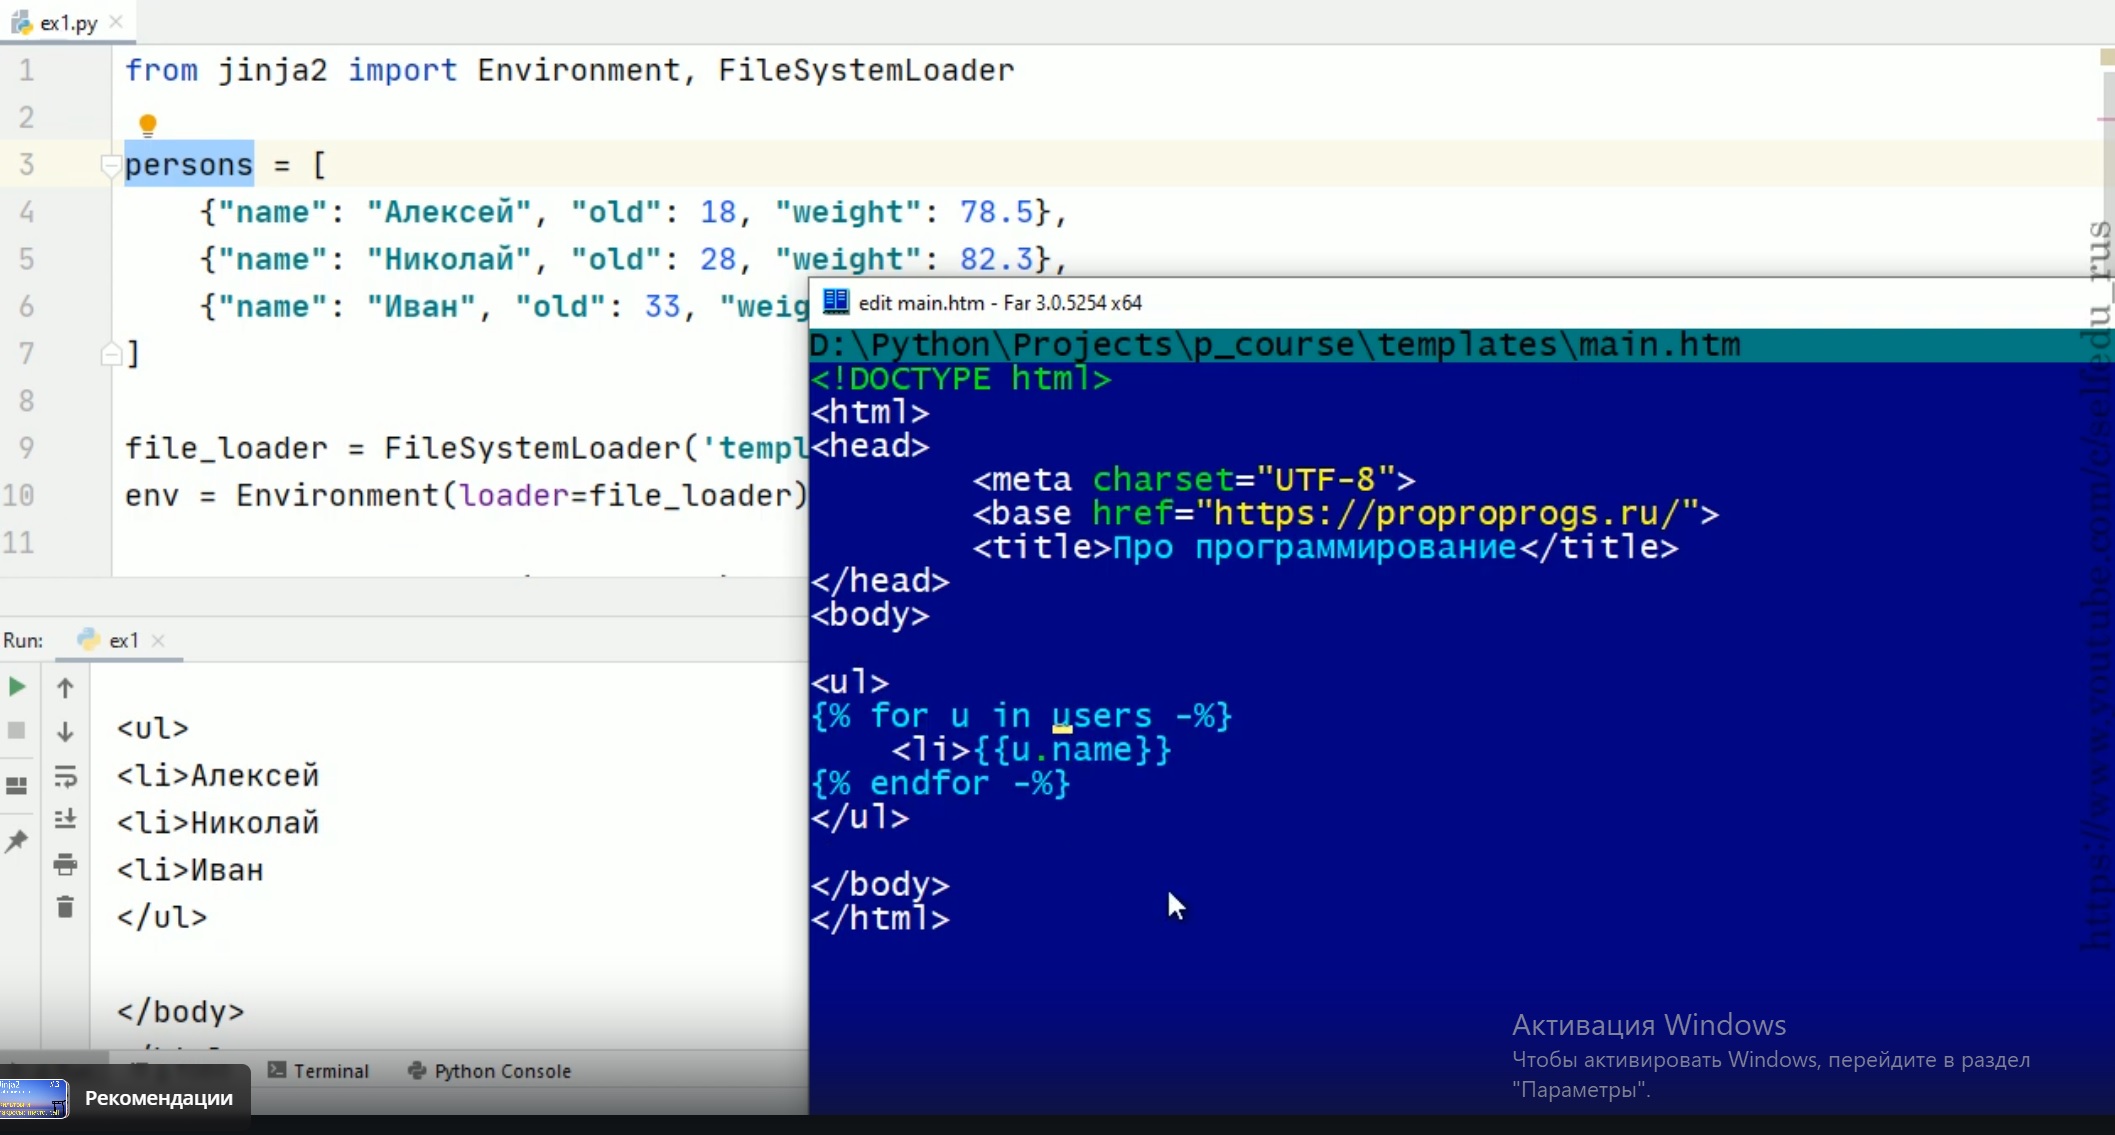 ex1.py
1 from jinja2 import Environment, FileSystemLoader
2
3 persons = [
4 {"name": "Алексей", "old": 18, "weight": 78.5},
5 {"name": "Николай", "old": 28, "weight": 82.3},
6 {"name": "Иван", "old": 33, "weig
7 ]
8
9 file_loader = FileSystemLoader('templ
10 env = Environment(loader=file_loader)
11
edit main.htm - Far 3.0.5254 x64
D:\Python\Projects\p_course\templates\main.htm
<!DOCTYPE html>
<html>
<head>
<meta charset="UTF-8">
<base href="https://proproprogs.ru/">
<title>Про программирование</title>
</head>
<body>
<ul>
{% for u in users -%}
<li>{{u.name}}
{% endfor -%}
</ul>
</body>
</html>
Run: ex1
<ul>
<li>Алексей
<li>Николай
<li>Иван
</ul>
</body>
Terminal Python Console
Рекомендации
Активация Windows
Чтобы активировать Windows, перейдите в раздел
"Параметры".
https://www.youtube.com/c/selfedu_rus